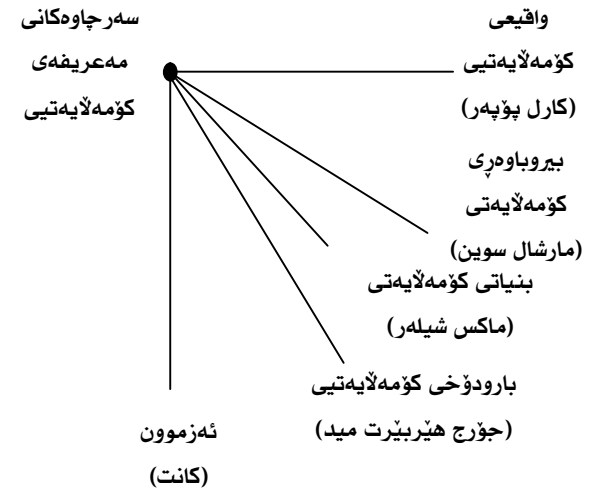 سەرچاوەکانی
مەعریفەی
کۆمەڵایەتیی
واقیعی
کۆمەڵایەتیی
(کارل پۆپەر)
بیروباوەڕی
کۆمەڵایەتی
(مارشال سوین)
بنیاتی کۆمەڵایەتی
(ماکس شیلەر)
بارودۆخی کۆمەڵایەتیی
(جۆرج هێربێرت مید)
ئەزموون
(کانت)